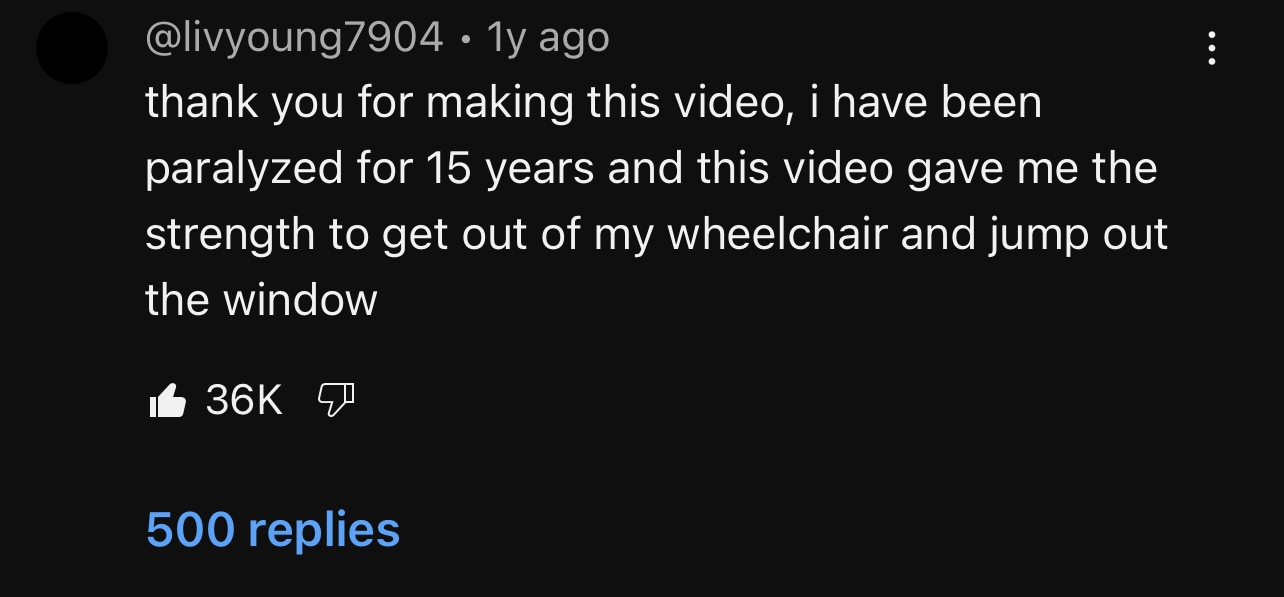 @livyoung7904 • 1y ago
thank you for making this video, i have been
paralyzed for 15 years and this video gave me the
strength to get out of my wheelchair and jump out
the window
36K
500 replies